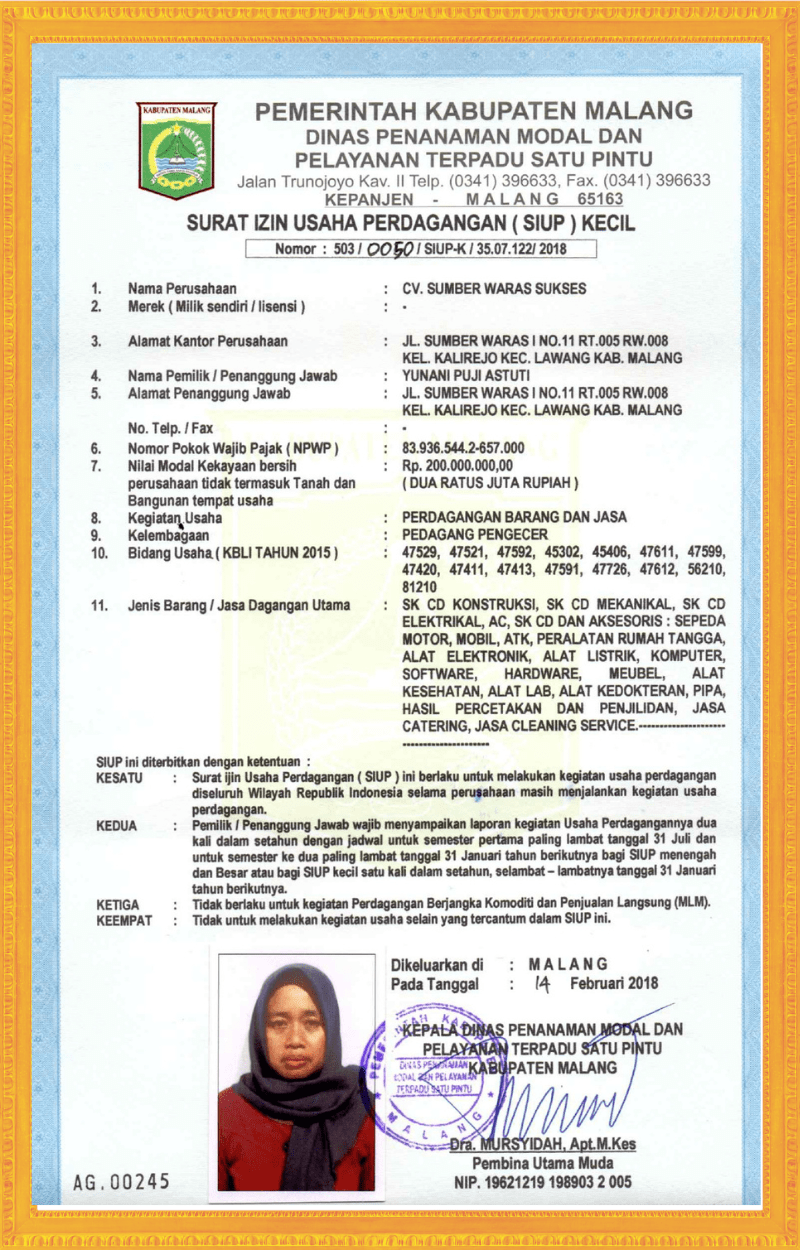 KABUPATEN MALANG
PEMERINTAH KABUPATEN MALANG
DINAS PENANAMAN MODAL DAN
PELAYANAN TERPADU SATU PINTU
Jalan Trunojoyo Kav. II Telp. (0341) 396633, Fax. (0341) 396633
KEPANJEN - MALANG 65163
SURAT IZIN USAHA PERDAGANGAN ( SIUP ) KECIL
Nomor : 503 / 0050 / SIUP-K / 35.07.122/ 2018
1. Nama Perusahaan : CV. SUMBER WARAS SUKSES
2. Merek ( Milik sendiri / lisensi ) : -
3. Alamat Kantor Perusahaan : JL. SUMBER WARAS I NO.11 RT.005 RW.008
KEL. KALIREJO KEC. LAWANG KAB. MALANG
4. Nama Pemilik / Penanggung Jawab : YUNANI PUJI ASTUTI
5. Alamat Penanggung Jawab : JL. SUMBER WARAS I NO.11 RT.005 RW.008
KEL. KALIREJO KEC. LAWANG KAB. MALANG
No. Telp. / Fax : -
6. Nomor Pokok Wajib Pajak ( NPWP ) : 83.936.544.2-657.000
7. Nilai Modal Kekayaan bersih : Rp. 200.000.000,00
perusahaan tidak termasuk Tanah dan ( DUA RATUS JUTA RUPIAH )
Bangunan tempat usaha
8. Kegiatan Usaha : PERDAGANGAN BARANG DAN JASA
9. Kelembagaan : PEDAGANG PENGECER
10. Bidang Usaha ( KBLI TAHUN 2015 ) : 47529, 47521, 47592, 45302, 45406, 47611, 47599,
47420, 47411, 47413, 47591, 47726, 47612, 56210,
81210
11. Jenis Barang / Jasa Dagangan Utama : SK CD KONSTRUKSI, SK CD MEKANIKAL, SK CD
ELEKTRIKAL, AC, SK CD DAN AKSESORIS : SEPEDA
MOTOR, MOBIL, ATK, PERALATAN RUMAH TANGGA,
ALAT ELEKTRONIK, ALAT LISTRIK, KOMPUTER,
SOFTWARE, HARDWARE, MEUBEL, ALAT
KESEHATAN, ALAT LAB, ALAT KEDOKTERAN, PIPA,
HASIL PERCETAKAN DAN PENJILIDAN, JASA
CATERING, JASA CLEANING SERVICE.---------------------
---------------------
SIUP ini diterbitkan dengan ketentuan :
KESATU : Surat ijin Usaha Perdagangan ( SIUP ) ini berlaku untuk melakukan kegiatan usaha perdagangan
diseluruh Wilayah Republik Indonesia selama perusahaan masih menjalankan kegiatan usaha
perdagangan.
KEDUA : Pemilik / Penanggung Jawab wajib menyampaikan laporan kegiatan Usaha Perdagangannya dua
kali dalam setahun dengan jadwal untuk semester pertama paling lambat tanggal 31 Juli dan
untuk semester ke dua paling lambat tanggal 31 Januari tahun berikutnya bagi SIUP menengah
dan Besar atau bagi SIUP kecil satu kali dalam setahun, selambat – lambatnya tanggal 31 Januari
tahun berikutnya.
KETIGA : Tidak berlaku untuk kegiatan Perdagangan Berjangka Komoditi dan Penjualan Langsung (MLM).
KEEMPAT : Tidak untuk melakukan kegiatan usaha selain yang tercantum dalam SIUP ini.
Dikeluarkan di : MALANG
Pada Tanggal : 14 Februari 2018
KEPALA DINAS PENANAMAN MODAL DAN
PELAYANAN TERPADU SATU PINTU
KABUPATEN MALANG
DINAS PENANAMAN
MODAL DAN PELAYANAN
TERPADU SATU PINTU
MALANG
Dra. MURSYIDAH, Apt.M.Kes
Pembina Utama Muda
NIP. 19621219 198903 2 005
AG.00245